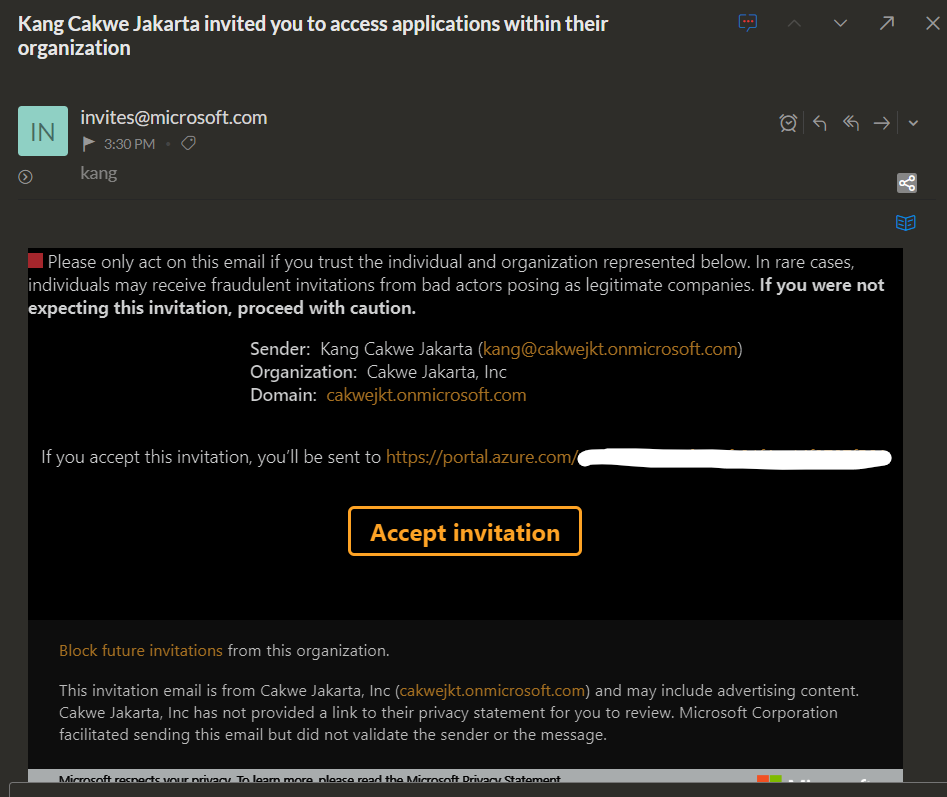 Kang Cakwe Jakarta invited you to access applications within their
organization
IN
invites@microsoft.com
3:30 PM
kang
Please only act on this email if you trust the individual and organization represented below. In rare cases,
individuals may receive fraudulent invitations from bad actors posing as legitimate companies. If you were not
expecting this invitation, proceed with caution.
Sender: Kang Cakwe Jakarta (kang@cakwejkt.onmicrosoft.com)
Organization: Cakwe Jakarta, Inc
Domain: cakwejkt.onmicrosoft.com
If you accept this invitation, you’ll be sent to https://portal.azure.com/
Accept invitation
Block future invitations from this organization.
This invitation email is from Cakwe Jakarta, Inc (cakwejkt.onmicrosoft.com) and may include advertising content.
Cakwe Jakarta, Inc has not provided a link to their privacy statement for you to review. Microsoft Corporation
facilitated sending this email but did not validate the sender or the message.
Microsoft respects your privacy. To learn more, please read the Microsoft Privacy Statement